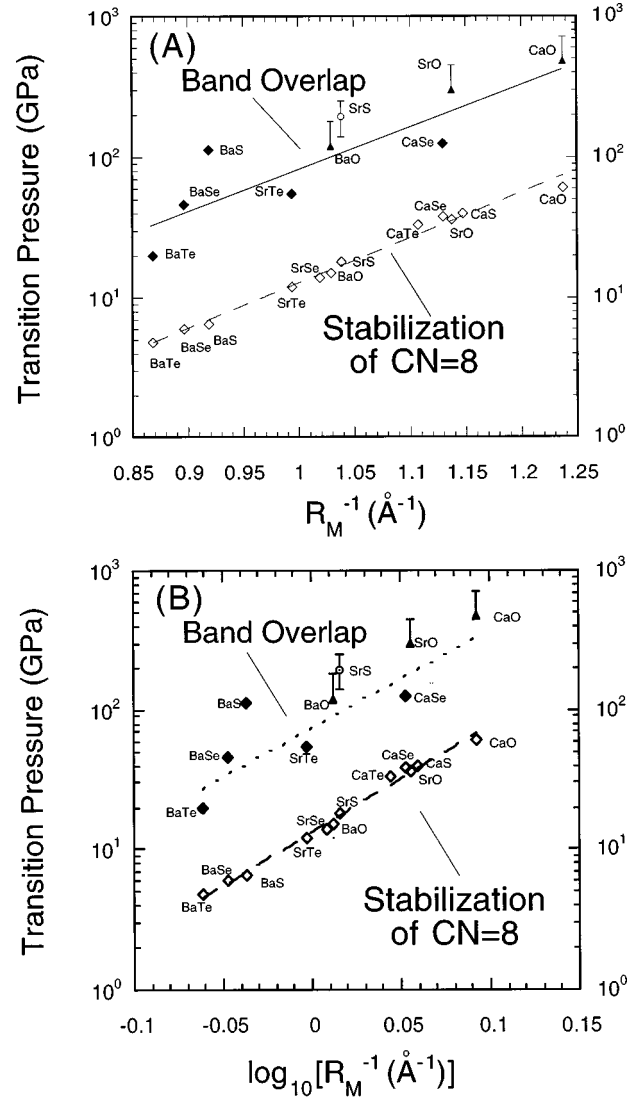 (A)
10³
10²
10¹
10⁰
10³
10²
10¹
10⁰
Transition Pressure (GPa)
Band Overlap
CaO
SrO
SrS
BaS
BaO
CaSe
BaSe
SrTe
BaTe
CaO
CaSe
CaS
CaTe
SrO
SrSe
SrS
BaO
SrTe
BaTe
BaSe
BaS
Stabilization
of CN=8
0.85 0.9 0.95 1 1.05 1.1 1.15 1.2 1.25
R_M⁻¹ (Å⁻¹)
(B)
10³
10²
10¹
10⁰
10³
10²
10¹
10⁰
Transition Pressure (GPa)
Band Overlap
CaO
SrO
SrS
BaS
BaO
CaSe
BaSe
SrTe
BaTe
CaO
CaSe
CaS
CaTe
SrO
SrS
SrSe
BaO
SrTe
BaSe
BaS
BaTe
Stabilization
of CN=8
-0.1 -0.05 0 0.05 0.1 0.15
log₁₀[R_M⁻¹ (Å⁻¹)]